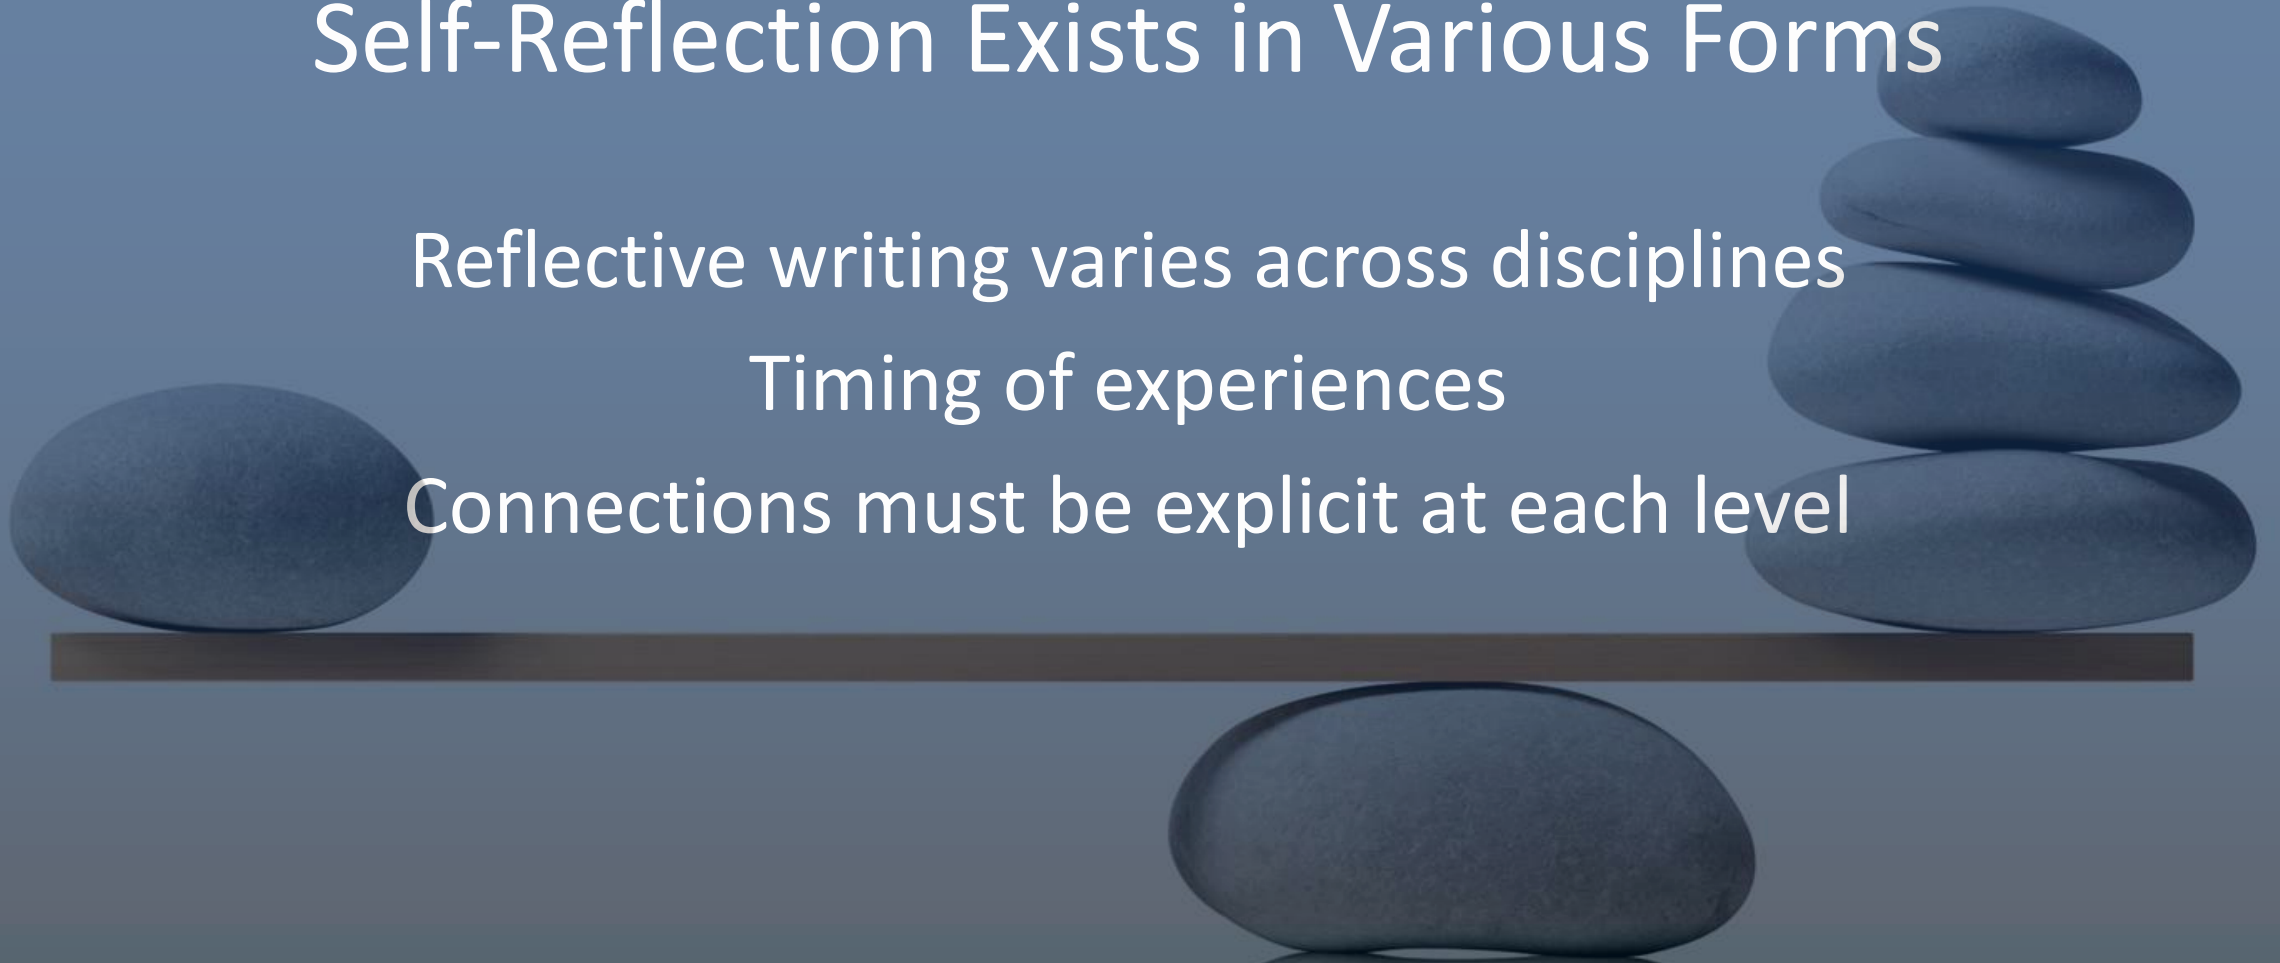 Self-Reflection Exists in Various Forms
Reflective writing varies across disciplines
Timing of experiences
Connections must be explicit at each level